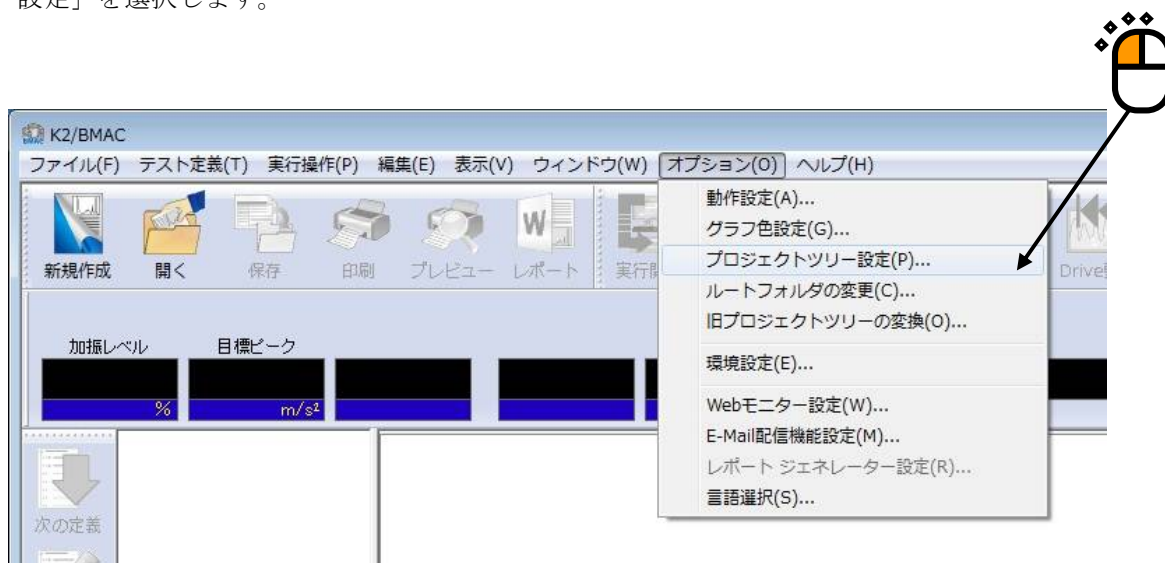 設定」を選択します。
K2/BMAC
ファイル(F) テスト定義(T) 実行操作(P) 編集(E) 表示(V) ウィンドウ(W) オプション(O) ヘルプ(H)
新規作成 開く 保存 印刷 プレビュー レポート Drive
動作設定(A)...
グラフ色設定(G)...
プロジェクトツリー設定(P)...
ルートフォルダの変更(C)...
旧プロジェクトツリーの変換(O)...
環境設定(E)...
Webモニター設定(W)...
E-Mail配信機能設定(M)...
レポート ジェネレーター設定(R)...
言語選択(S)...
加振レベル 目標ピーク
% m/s²
次の定義